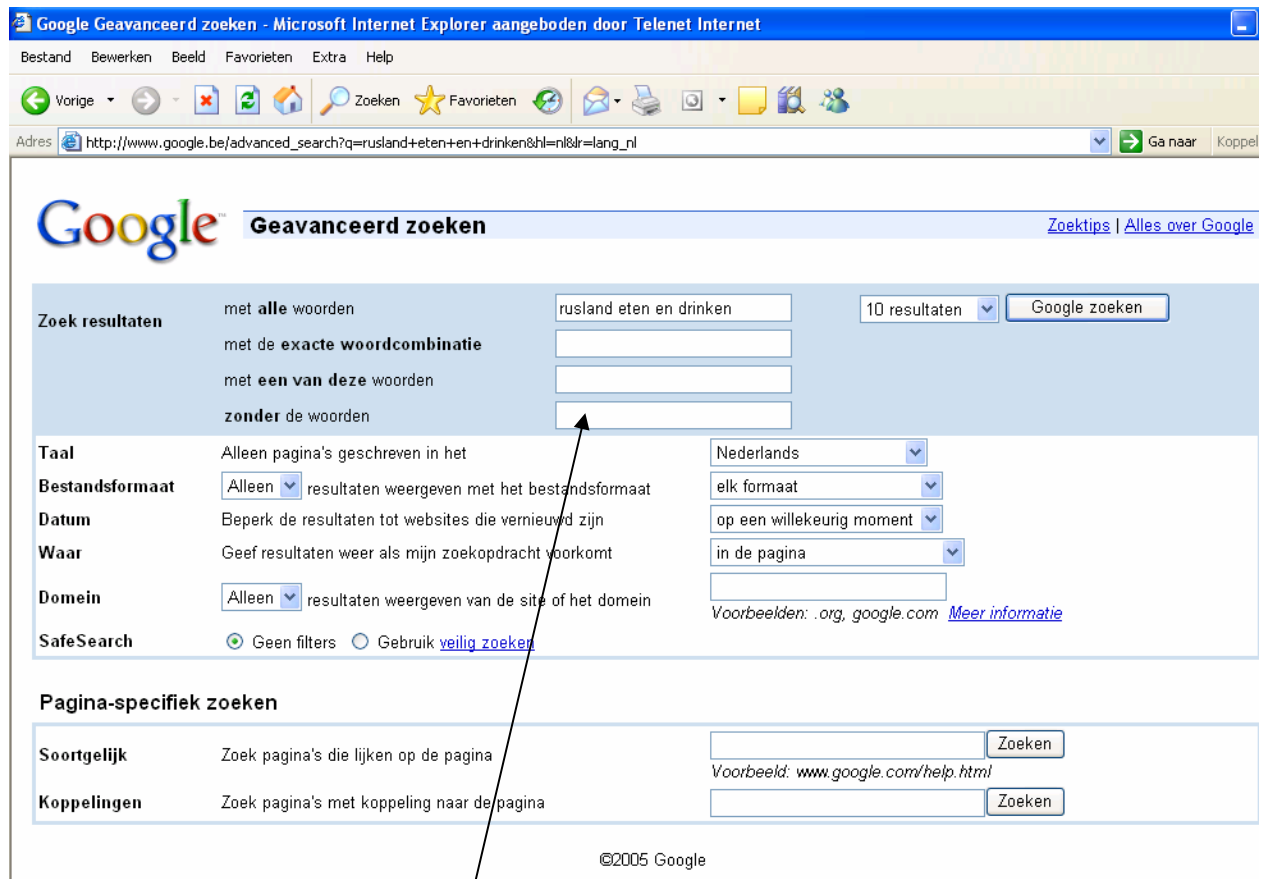 Google Geavanceerd zoeken - Microsoft Internet Explorer aangeboden door Telenet Internet
Bestand Bewerken Beeld Favorieten Extra Help
Vorige Zoeken Favorieten
Adres http://www.google.be/advanced_search?q=rusland+eten+en+drinken&hl=nl&lr=lang_nl Ga naar Koppel
Google™ Geavanceerd zoeken Zoektips | Alles over Google
Zoek resultaten met alle woorden rusland eten en drinken 10 resultaten Google zoeken
met de exacte woordcombinatie
met een van deze woorden
zonder de woorden
Taal Alleen pagina's geschreven in het Nederlands
Bestandsformaat Alleen resultaten weergeven met het bestandsformaat elk formaat
Datum Beperk de resultaten tot websites die vernieuwd zijn op een willekeurig moment
Waar Geef resultaten weer als mijn zoekopdracht voorkomt in de pagina
Domein Alleen resultaten weergeven van de site of het domein
Voorbeelden: .org, google.com Meer informatie
SafeSearch Geen filters Gebruik veilig zoeken
Pagina-specifiek zoeken
Soortgelijk Zoek pagina's die lijken op de pagina Zoeken
Voorbeeld: www.google.com/help.html
Koppelingen Zoek pagina's met koppeling naar de pagina Zoeken
©2005 Google